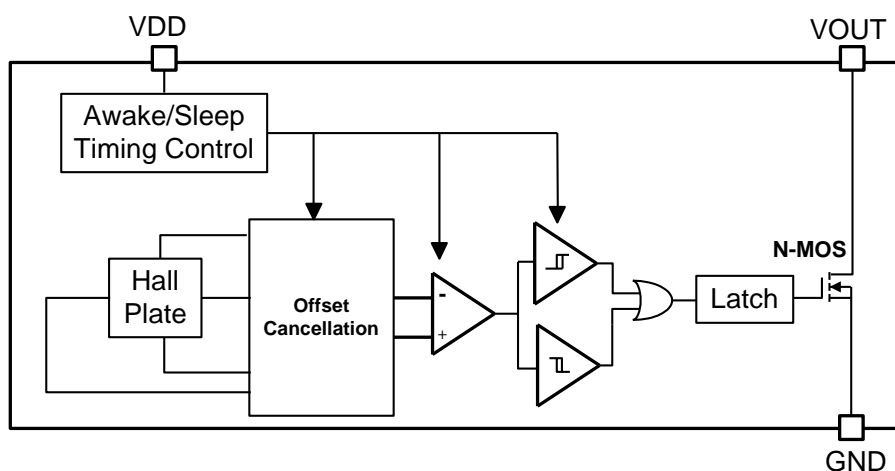 VDD
VOUT
Awake/Sleep
Timing Control
N-MOS
Hall
Plate
Offset
Cancellation
-
+
Latch
GND